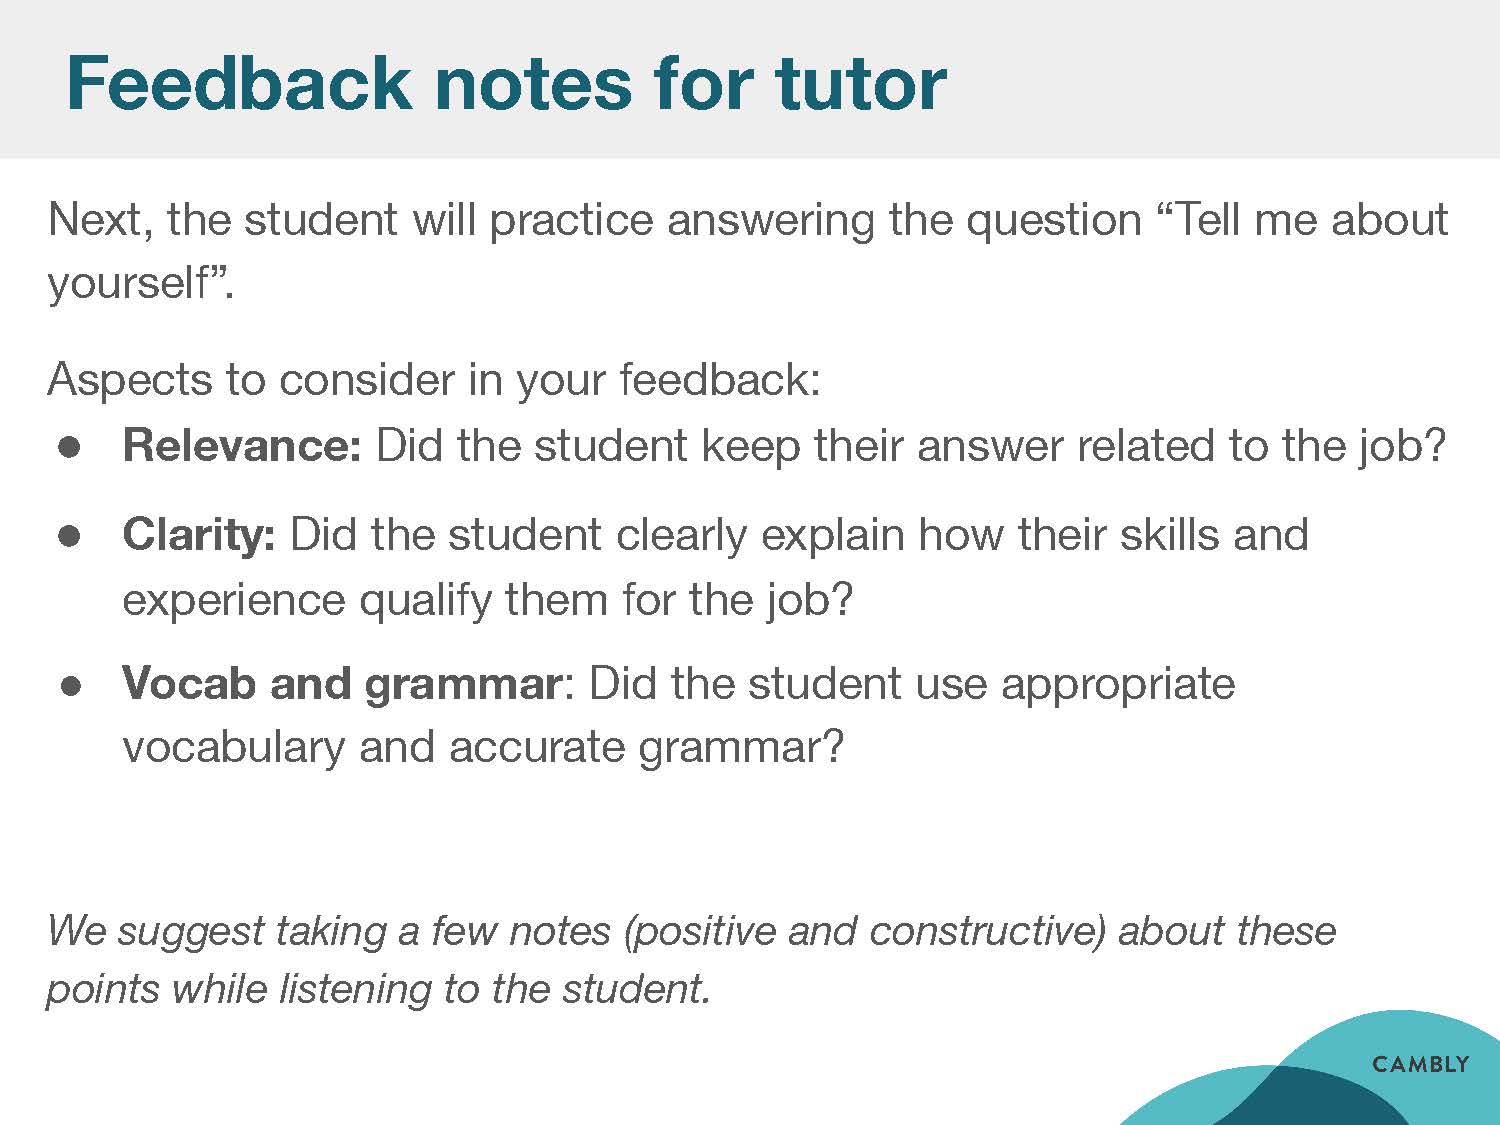 Feedback notes for tutor
Next, the student will practice answering the question “Tell me about
yourself”.
Aspects to consider in your feedback:
● Relevance: Did the student keep their answer related to the job?
● Clarity: Did the student clearly explain how their skills and
experience qualify them for the job?
● Vocab and grammar: Did the student use appropriate
vocabulary and accurate grammar?
We suggest taking a few notes (positive and constructive) about these
points while listening to the student.
CAMBLY